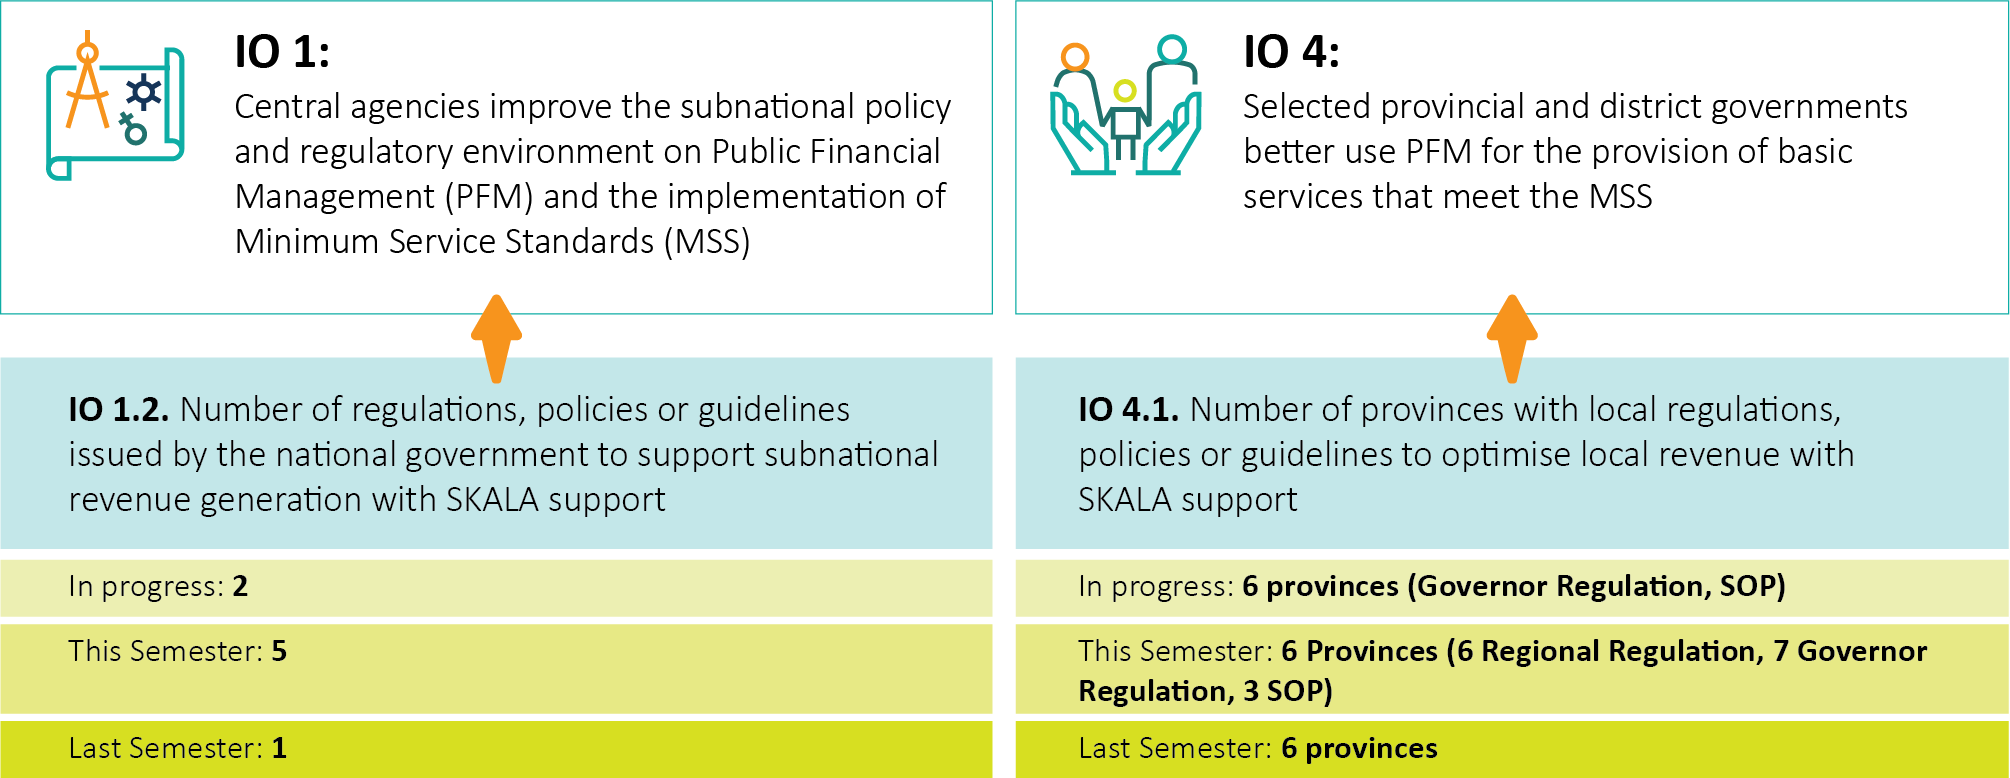 IO 1:
Central agencies improve the subnational policy
and regulatory environment on Public Financial
Management (PFM) and the implementation of
Minimum Service Standards (MSS)
IO 1.2. Number of regulations, policies or guidelines
issued by the national government to support subnational
revenue generation with SKALA support
In progress: 2
This Semester: 5
Last Semester: 1
IO 4:
Selected provincial and district governments
better use PFM for the provision of basic
services that meet the MSS
IO 4.1. Number of provinces with local regulations,
policies or guidelines to optimise local revenue with
SKALA support
In progress: 6 provinces (Governor Regulation, SOP)
This Semester: 6 Provinces (6 Regional Regulation, 7 Governor
Regulation, 3 SOP)
Last Semester: 6 provinces